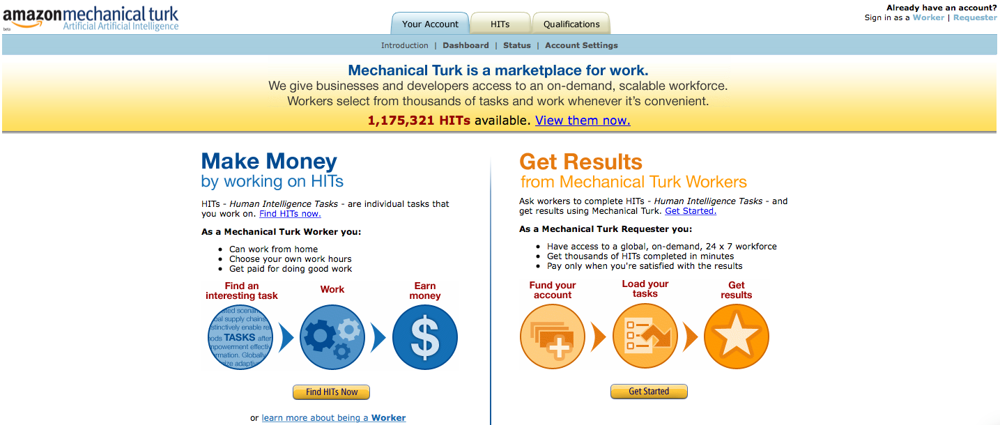 amazonmechanical turk
beta
Artificial Artificial Intelligence
Your Account
HITs
Qualifications
Already have an account?
Sign in as a Worker | Requester
Introduction | Dashboard | Status | Account Settings
Mechanical Turk is a marketplace for work.
We give businesses and developers access to an on-demand, scalable workforce.
Workers select from thousands of tasks and work whenever it's convenient.
1,175,321 HITs available. View them now.
Make Money
by working on HITs
HITs - Human Intelligence Tasks - are individual tasks that
you work on. Find HITs now.
As a Mechanical Turk Worker you:
• Can work from home
• Choose your own work hours
• Get paid for doing good work
Find an
interesting task
Work
Earn
money
scenar
supply chains
enable
TASKS after
effectiv
Globally
adaptiv
$
Find HITs Now
or learn more about being a Worker
Get Results
from Mechanical Turk Workers
Ask workers to complete HITs - Human Intelligence Tasks - and
get results using Mechanical Turk. Get Started.
As a Mechanical Turk Requester you:
• Have access to a global, on-demand, 24 x 7 workforce
• Get thousands of HITs completed in minutes
• Pay only when you're satisfied with the results
Fund your
account
Load your
tasks
Get
results
Get Started